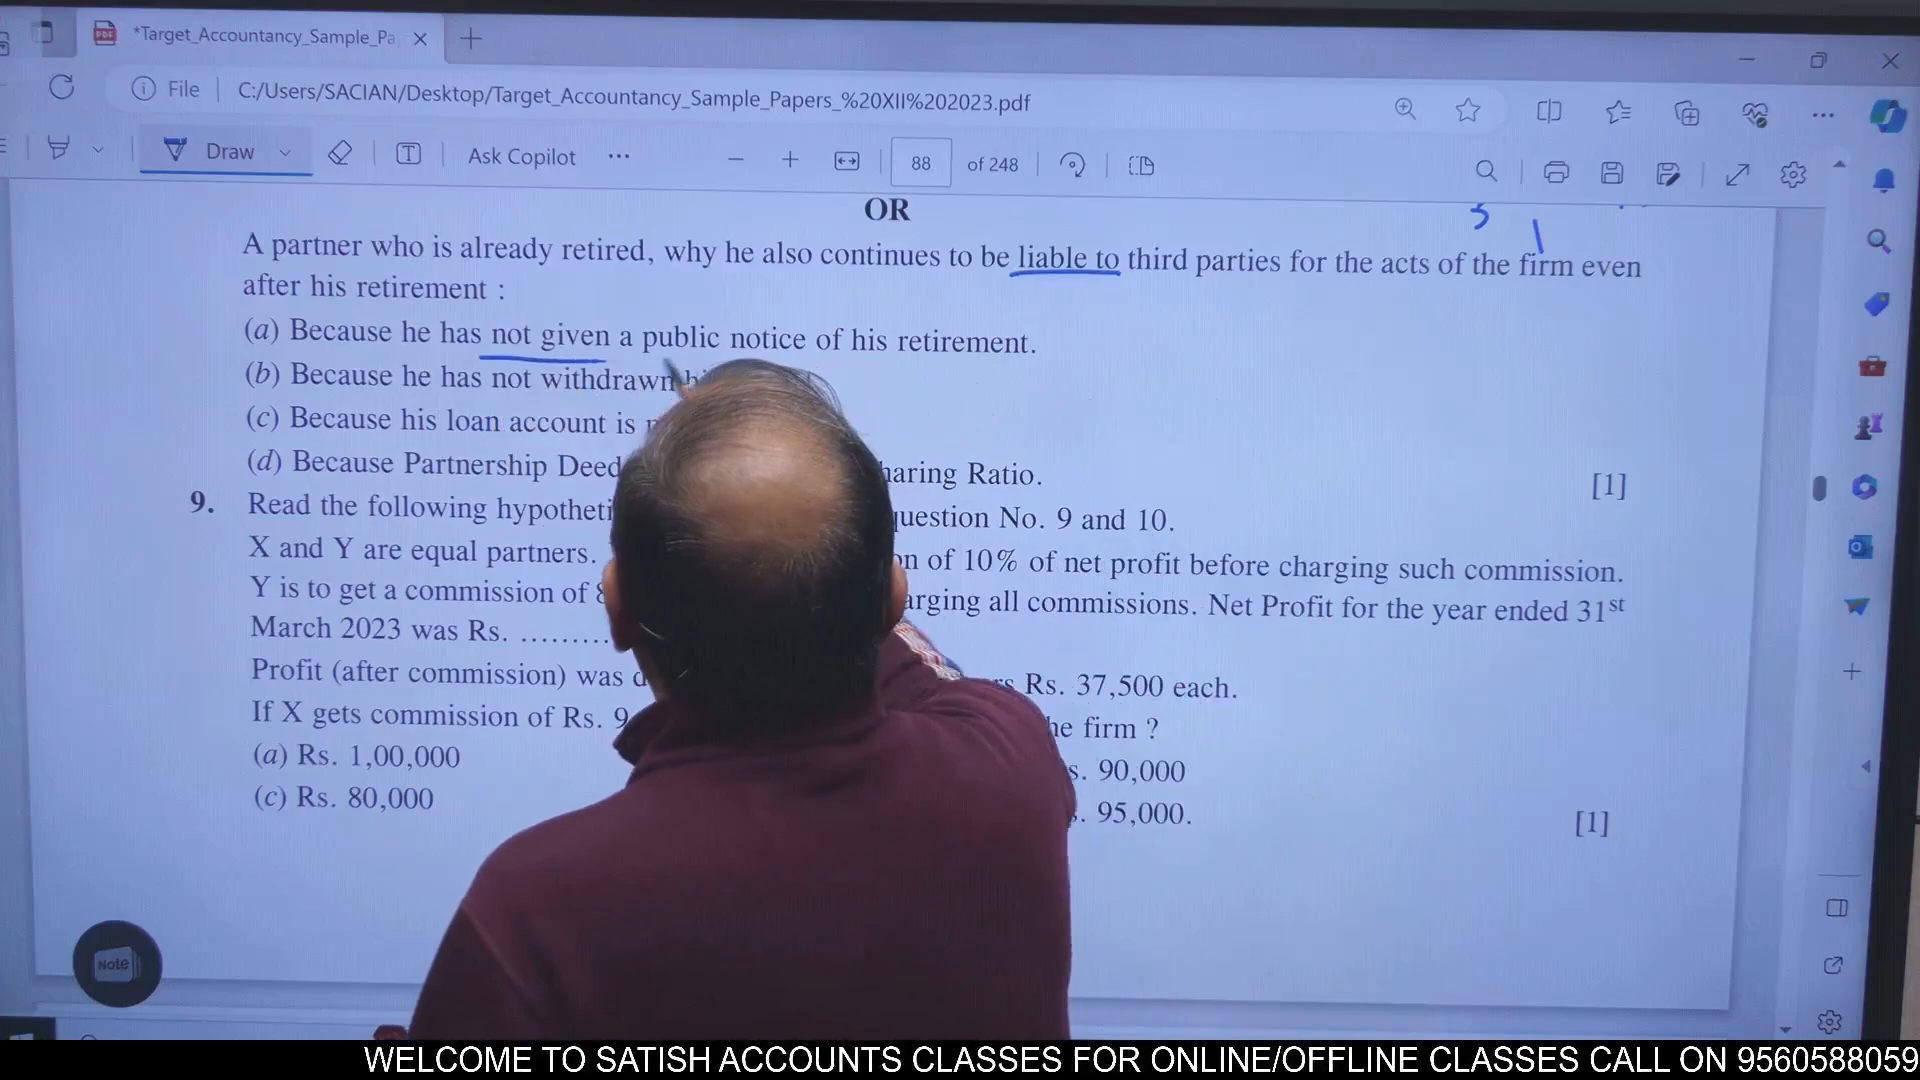 *Target_Accountancy_Sample_Pa
File C:/Users/SACIAN/Desktop/Target_Accountancy_Sample_Papers_%20XII%202023.pdf
Draw Ask Copilot 88 of 248
OR
A partner who is already retired, why he also continues to be liable to third parties for the acts of the firm even
after his retirement :
(a) Because he has not given a public notice of his retirement.
(b) Because he has not withdrawn
(c) Because his loan account is
(d) Because Partnership Deed haring Ratio.
[1]
9. Read the following hypotheti question No. 9 and 10.
X and Y are equal partners. on of 10% of net profit before charging such commission.
Y is to get a commission of arging all commissions. Net Profit for the year ended 31st
March 2023 was Rs. .........
Profit (after commission) was Rs. 37,500 each.
If X gets commission of Rs. 9 he firm ?
(a) Rs. 1,00,000 s. 90,000
(c) Rs. 80,000 s. 95,000.
[1]
Note
WELCOME TO SATISH ACCOUNTS CLASSES FOR ONLINE/OFFLINE CLASSES CALL ON 9560588059